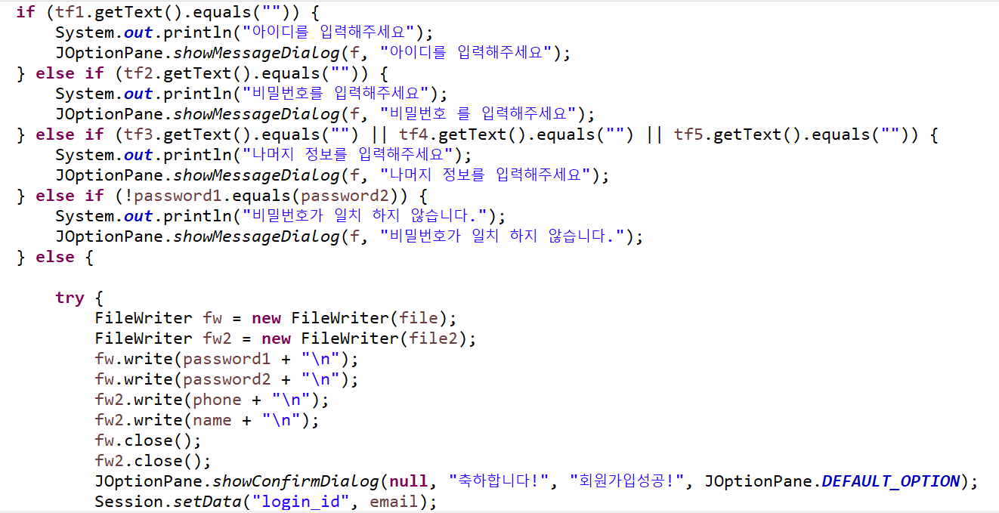 if (tf1.getText().equals("")) {
    System.out.println("아이디를 입력해주세요");
    JOptionPane.showMessageDialog(f, "아이디를 입력해주세요");
} else if (tf2.getText().equals("")) {
    System.out.println("비밀번호를 입력해주세요");
    JOptionPane.showMessageDialog(f, "비밀번호 를 입력해주세요");
} else if (tf3.getText().equals("") || tf4.getText().equals("") || tf5.getText().equals("")) {
    System.out.println("나머지 정보를 입력해주세요");
    JOptionPane.showMessageDialog(f, "나머지 정보를 입력해주세요");
} else if (!password1.equals(password2)) {
    System.out.println("비밀번호가 일치 하지 않습니다.");
    JOptionPane.showMessageDialog(f, "비밀번호가 일치 하지 않습니다.");
} else {
    try {
        FileWriter fw = new FileWriter(file);
        FileWriter fw2 = new FileWriter(file2);
        fw.write(password1 + "\n");
        fw.write(password2 + "\n");
        fw2.write(phone + "\n");
        fw2.write(name + "\n");
        fw.close();
        fw2.close();
        JOptionPane.showConfirmDialog(null, "축하합니다!", "회원가입성공!", JOptionPane.DEFAULT_OPTION);
        Session.setData("login_id", email);